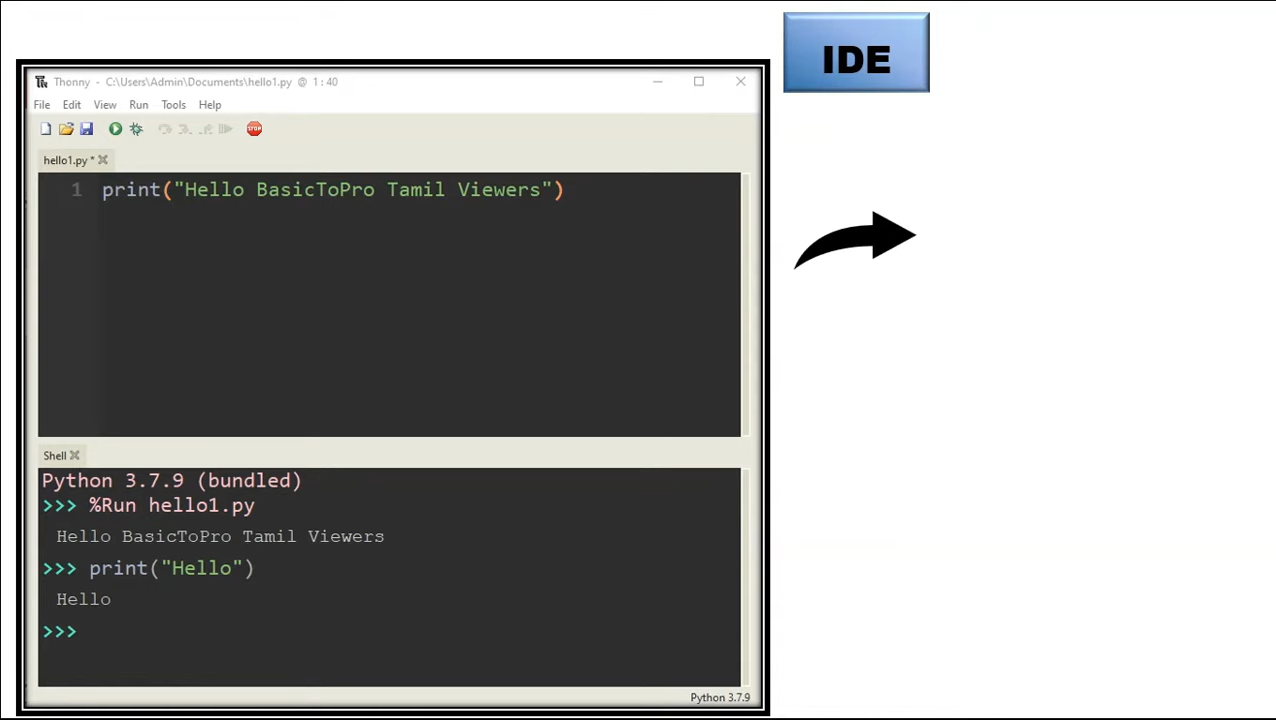 IDE
Thonny - C:\Users\Admin\Documents\hello1.py @ 1:40
File Edit View Run Tools Help
STOP
hello1.py *
1 print("Hello BasicToPro Tamil Viewers")
Shell
Python 3.7.9 (bundled)
>>> %Run hello1.py
Hello BasicToPro Tamil Viewers
>>> print("Hello")
Hello
>>>
Python 3.7.9